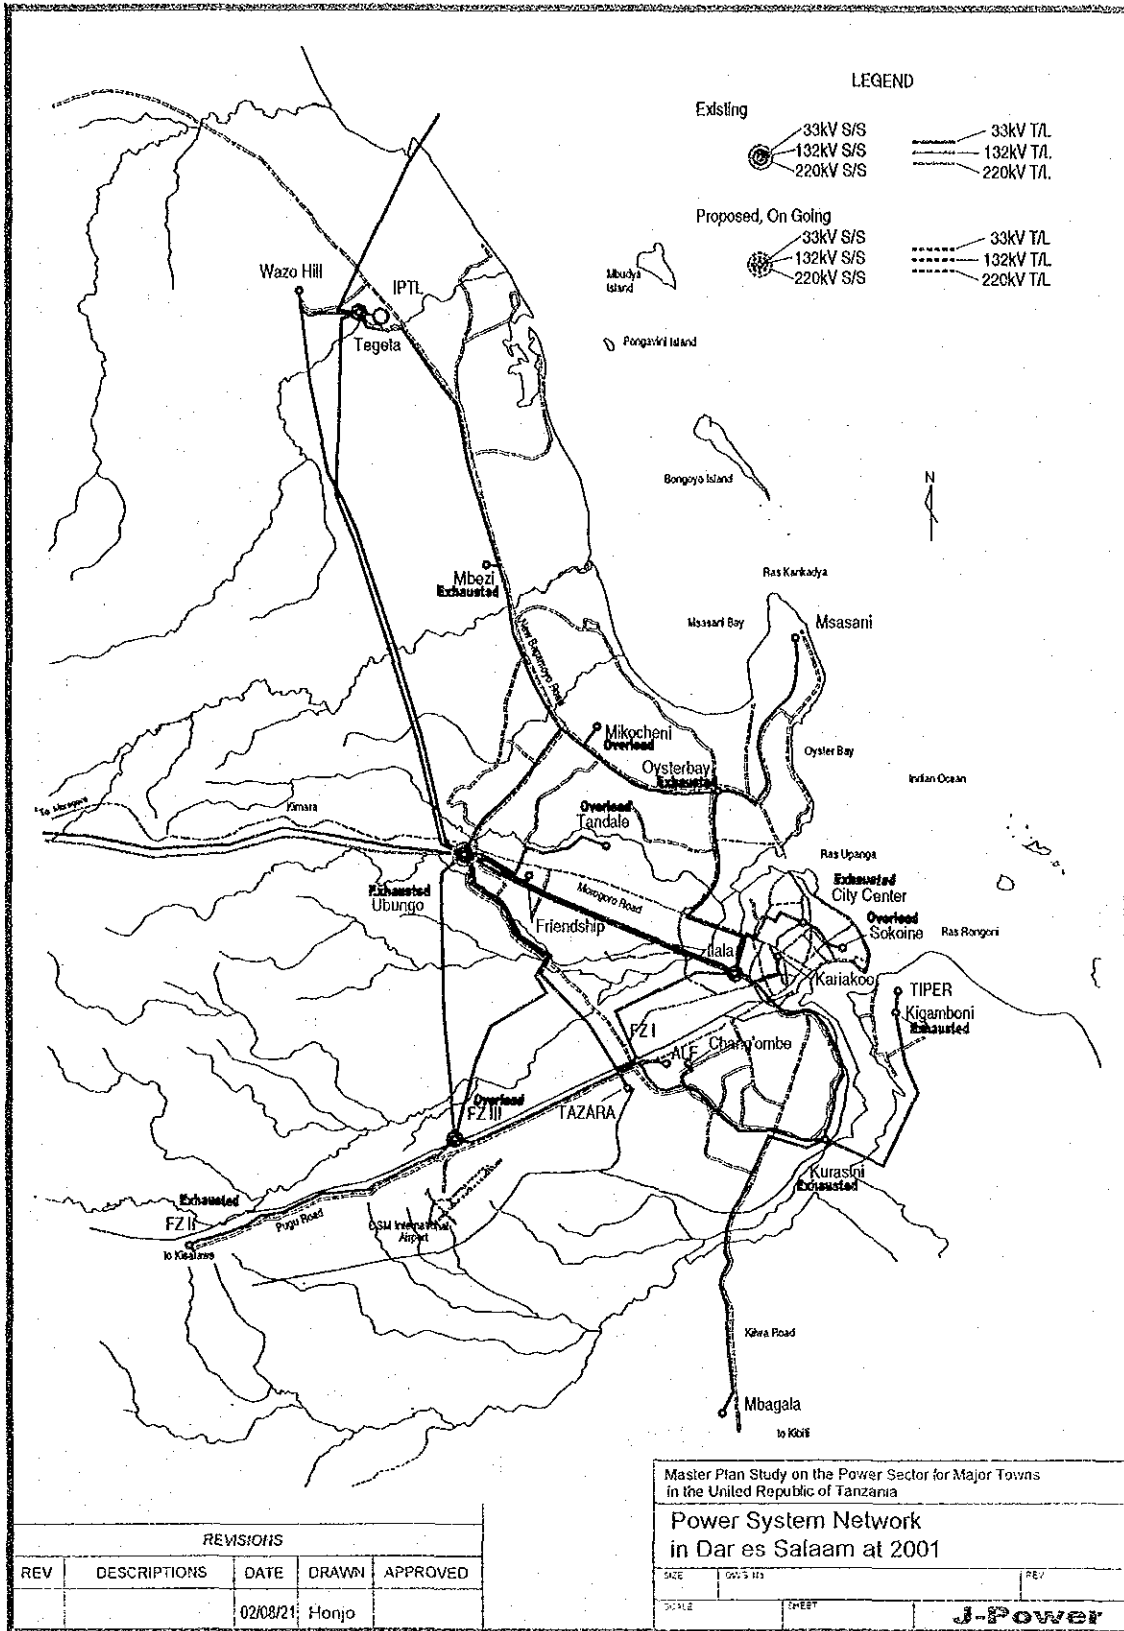 LEGEND
Existing
33kV S/S
132kV S/S
220kV S/S
33kV T/L
132kV T/L
220kV T/L
Proposed, On Going
33kV S/S
132kV S/S
220kV S/S
33kV T/L
132kV T/L
220kV T/L
Wazo Hill
IPTL
Tegeta
Mbudya
Island
Pongavini Island
Bongoyo Island
N
Mbezi
Exhausted
Ras Kankadya
Msasani Bay
Msasani
New Bagamoyo Road
Mikocheni
Overload
Oysterbay
Exhausted
Oyster Bay
Indian Ocean
To Morogoro
Kimara
Overload
Tandale
Ras Upanga
Exhausted
City Center
Exhausted
Ubungo
Morogoro Road
Friendship
Overload
Sokoine
Ras Rongoni
Ilala
Kariakoo
TIPER
Kigamboni
Exhausted
FZ I
ALF
Chang'ombe
Overload
FZ III
TAZARA
Kurasini
Exhausted
Exhausted
FZ II
to Kisalawe
Pugu Road
DSM International
Airport
Kilwa Road
Mbagala
to Kibiti
Master Plan Study on the Power Sector for Major Towns
in the United Republic of Tanzania
Power System Network
in Dar es Salaam at 2001
SIZE
REV
SCALE
SHEET
J-Power
REVISIONS
REV DESCRIPTIONS DATE DRAWN APPROVED
02/08/21 Honjo